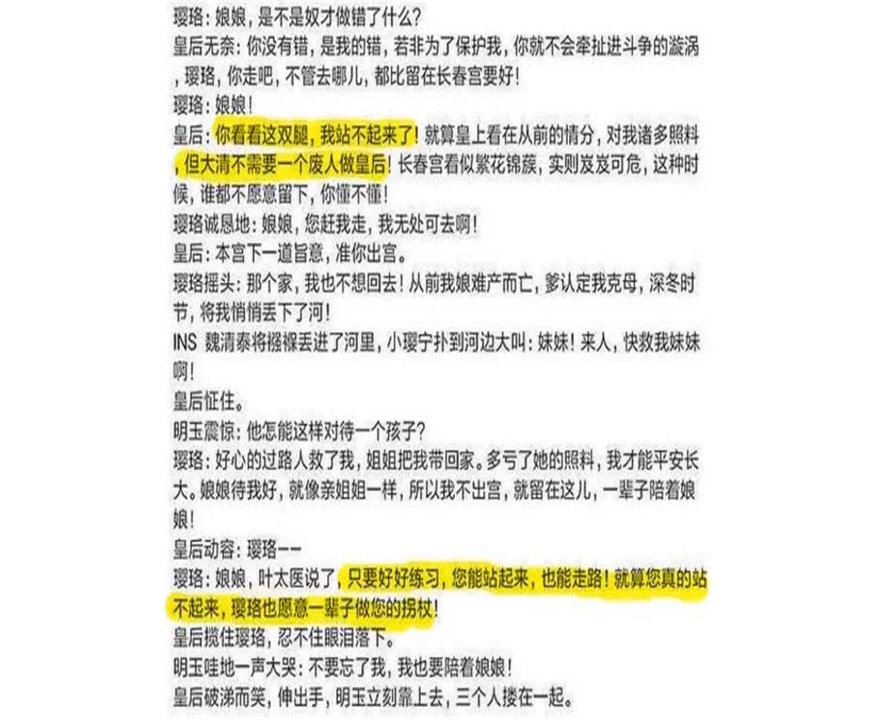 璎珞：娘娘，是不是奴才做错了什么？
皇后无奈：你没有错，是我的错，若非为了保护我，你就不会牵扯进斗争的漩涡
，璎珞，你走吧，不管去哪儿，都比留在长春宫要好！
璎珞：娘娘！
皇后：你看看这双腿，我站不起来了！就算皇上看在从前的情分，对我诸多照料
，但大清不需要一个废人做皇后！长春宫看似繁花锦蔟，实则岌岌可危，这种时
候，谁都不愿意留下，你懂不懂！
璎珞诚恳地：娘娘，您赶我走，我无处可去啊！
皇后：本宫下一道旨意，准你出宫。
璎珞摇头：那个家，我也不想回去！从前我娘难产而亡，爹认定我克母，深冬时
节，将我悄悄丢下了河！
INS 魏清泰将襁褓丢进了河里，小璎宁扑到河边大叫：妹妹！来人，快救我妹妹
啊！
皇后怔住。
明玉震惊：他怎能这样对待一个孩子？
璎珞：好心的过路人救了我，姐姐把我带回家。多亏了她的照料，我才能平安长
大。娘娘待我好，就像亲姐姐一样，所以我不出宫，就留在这儿，一辈子陪着娘
娘！
皇后动容：璎珞——
璎珞：娘娘，叶太医说了，只要好好练习，您能站起来，也能走路！就算您真的站
不起来，璎珞也愿意一辈子做您的拐杖！
皇后揽住璎珞，忍不住眼泪落下。
明玉哇地一声大哭：不要忘了我，我也要陪着娘娘！
皇后破涕而笑，伸出手，明玉立刻靠上去，三个人搂在一起。